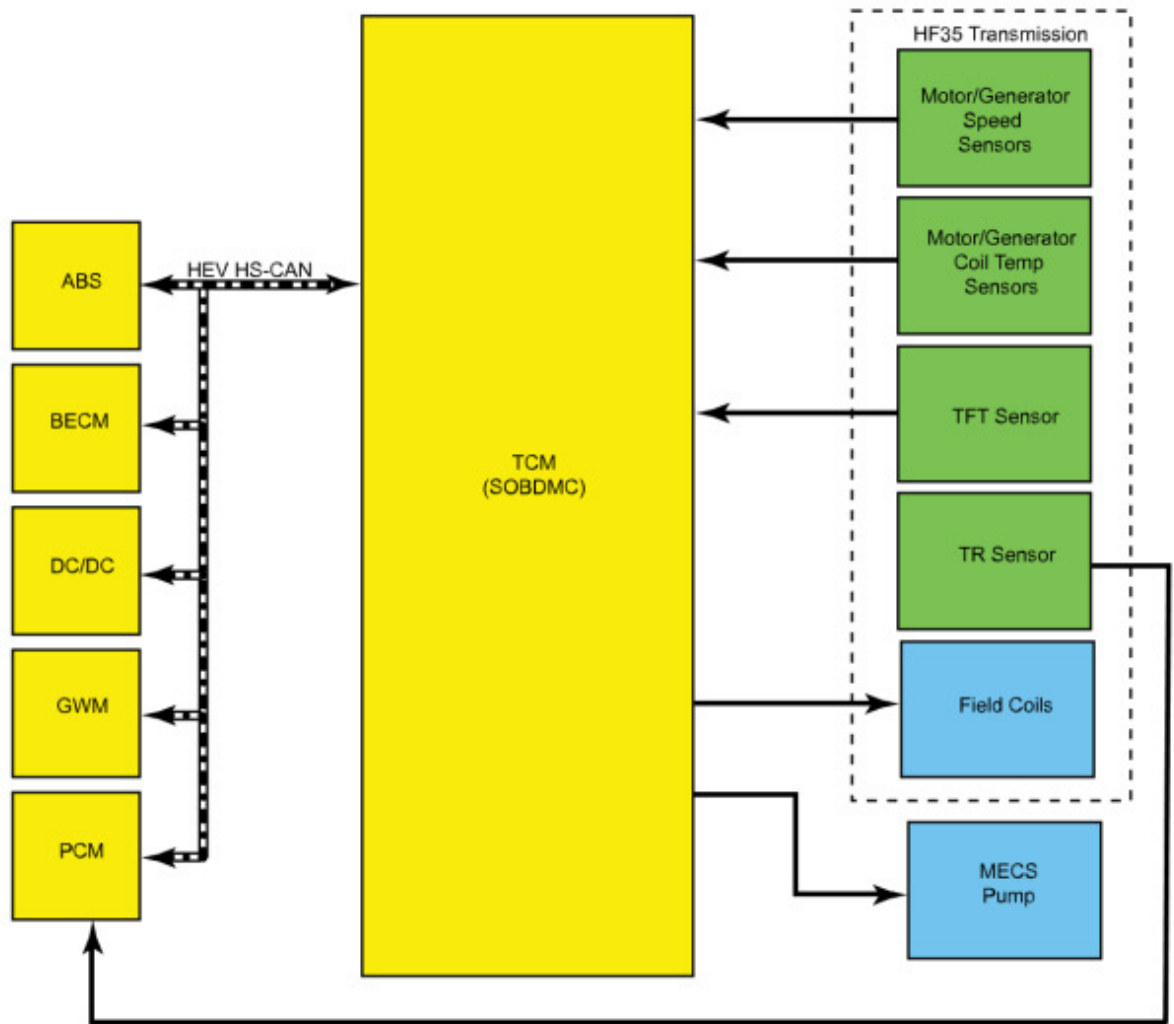 HF35 Transmission
Motor/Generator
Speed
Sensors
Motor/Generator
Coil Temp
Sensors
TFT Sensor
TR Sensor
Field Coils
MECS
Pump
TCM
(SOBDMC)
HEV HS-CAN
ABS
BECM
DC/DC
GWM
PCM